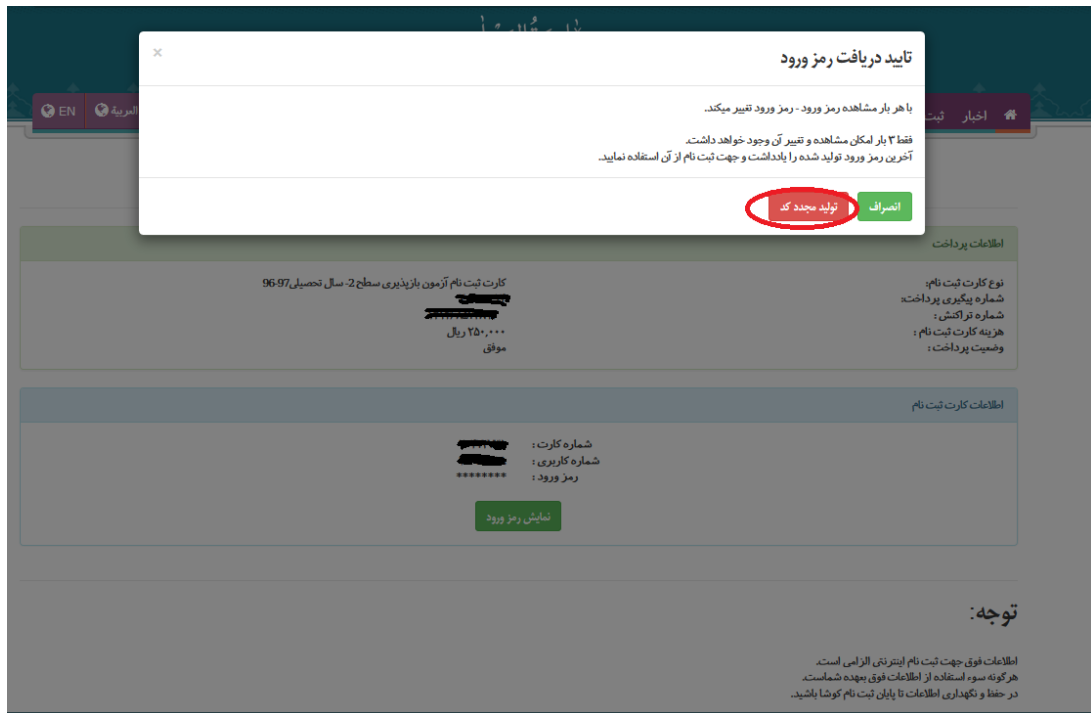 تایید دریافت رمز ورود
×
با هر بار مشاهده رمز ورود - رمز ورود تغییر میکند.
فقط ۳ بار امکان مشاهده و تغییر آن وجود خواهد داشت.
آخرین رمز ورود تولید شده را یادداشت و جهت ثبت نام از آن استفاده نمایید.
انصراف
تولید مجدد کد
اخبار
العربیة
EN
اطلاعات پرداخت
نوع کارت ثبت نام: کارت ثبت نام آزمون بازپذیری سطح 2- سال تحصیلی 96-97
شماره پیگیری پرداخت:
شماره تراکنش :
هزینه کارت ثبت نام : ۲۵۰,۰۰۰ ریال
وضعیت پرداخت : موفق
اطلاعات کارت ثبت نام
شماره کارت :
شماره کاربری :
رمز ورود : ********
نمایش رمز ورود
توجه:
اطلاعات فوق جهت ثبت نام اینترنتی الزامی است.
هر گونه سوء استفاده از اطلاعات فوق بعهده شماست.
در حفظ و نگهداری اطلاعات تا پایان ثبت نام کوشا باشید.